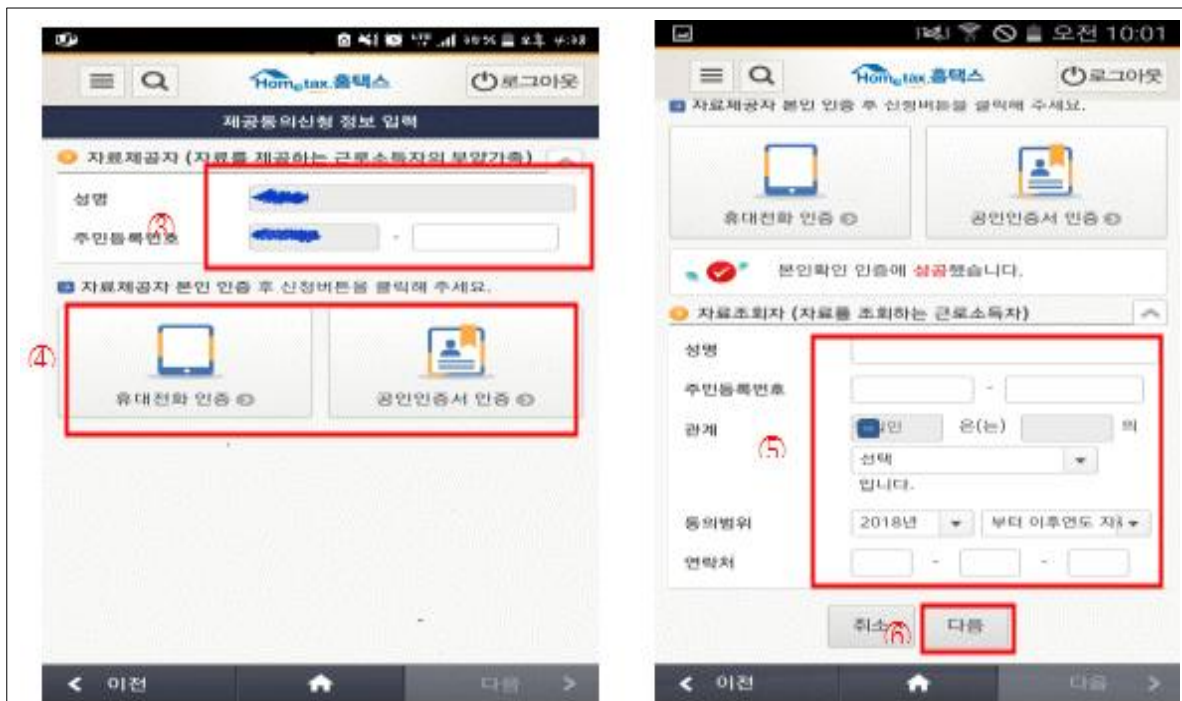 오후 4:38
Hometax.홈택스
로그아웃
제공동의신청 정보 입력
자료제공자 (자료를 제공하는 근로소득자의 부양가족)
성명
③
주민등록번호
-
자료제공자 본인 인증 후 신청버튼을 클릭해 주세요.
④
휴대전화 인증
공인인증서 인증
이전
다음
오전 10:01
Hometax.홈택스
로그아웃
자료제공자 본인 인증 후 신청버튼을 클릭해 주세요.
휴대전화 인증
공인인증서 인증
본인확인 인증에 성공했습니다.
자료조회자 (자료를 조회하는 근로소득자)
성명
주민등록번호
-
관계
은(는)
의
⑤
선택
입니다.
동의범위
2018년
부터 이후연도
연락처
- -
취소
⑥
다음
이전
다음